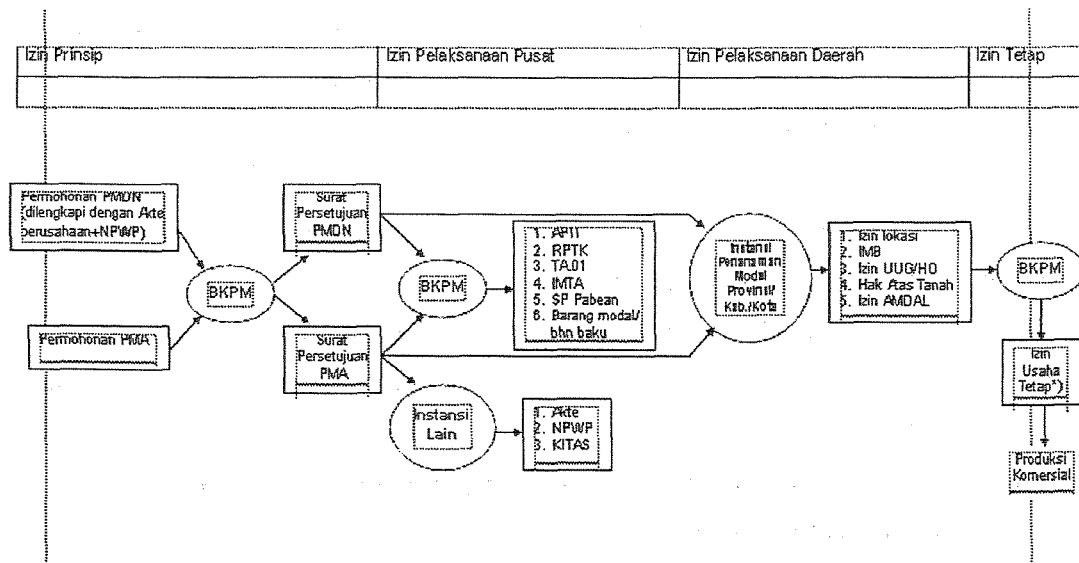 Izin Prinsip
Izin Pelaksanaan Pusat
Izin Pelaksanaan Daerah
Izin Tetap
Permohonan PMDN
(dilengkapi dengan Akte
perusahaan+NPWP)
Permohonan PMA
BKPM
Surat
Persetujuan
PMDN
Surat
Persetujuan
PMA
BKPM
Instansi
Lain
1. APIT
2. RPTK
3. TA.01
4. IMTA
5. SP Pabean
6. Barang modal/
bhn baku
1. Akte
2. NPWP
3. KITAS
Instansi
Penanaman
Modal
Provinsi/
Kab./Kota
1. Izin lokasi
2. IMB
3. Izin UUG/HO
4. Hak Atas Tanah
5. Izin AMDAL
BKPM
Izin
Usaha
Tetap*)
Produksi
Komersial